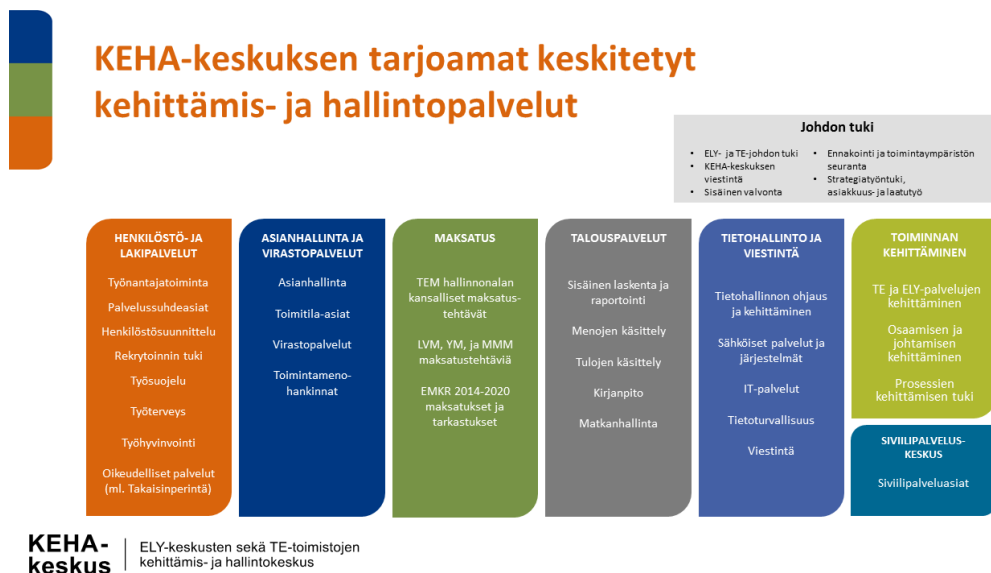 KEHA-keskuksen tarjoamat keskitetyt
kehittämis- ja hallintopalvelut
Johdon tuki
• ELY- ja TE-johdon tuki
• KEHA-keskuksen
viestintä
• Sisäinen valvonta
• Ennakointi ja toimintaympäristön
seuranta
• Strategiatyöntuki,
asiakkuus- ja laatutyö
HENKILÖSTÖ- JA
LAKIPALVELUT
Työnantajatoiminta
Palvelussuhdeasiat
Henkilöstösuunnittelu
Rekrytoinnin tuki
Työsuojelu
Työterveys
Työhyvinvointi
Oikeudelliset palvelut
(ml. Takaisinperintä)
ASIANHALLINTA JA
VIRASTOPALVELUT
Asianhallinta
Toimitila-asiat
Virastopalvelut
Toimintameno-
hankinnat
MAKSATUS
TEM hallinnonalan
kansalliset maksatus-
tehtävät
LVM, YM, ja MMM
maksatustehtäviä
EMKR 2014-2020
maksatukset ja
tarkastukset
TALOUSPALVELUT
Sisäinen laskenta ja
raportointi
Menojen käsittely
Tulojen käsittely
Kirjanpito
Matkanhallinta
TIETOHALLINTO JA
VIESTINTÄ
Tietohallinnon ohjaus
ja kehittäminen
Sähköiset palvelut ja
järjestelmät
IT-palvelut
Tietoturvallisuus
Viestintä
TOIMINNAN
KEHITTÄMINEN
TE ja ELY-palvelujen
kehittäminen
Osaamisen ja
johtamisen
kehittäminen
Prosessien
kehittämisen tuki
SIVIILIPALVELUS-
KESKUS
Siviilipalveluasiat
KEHA-
keskus
ELY-keskusten sekä TE-toimistojen
kehittämis- ja hallintokeskus